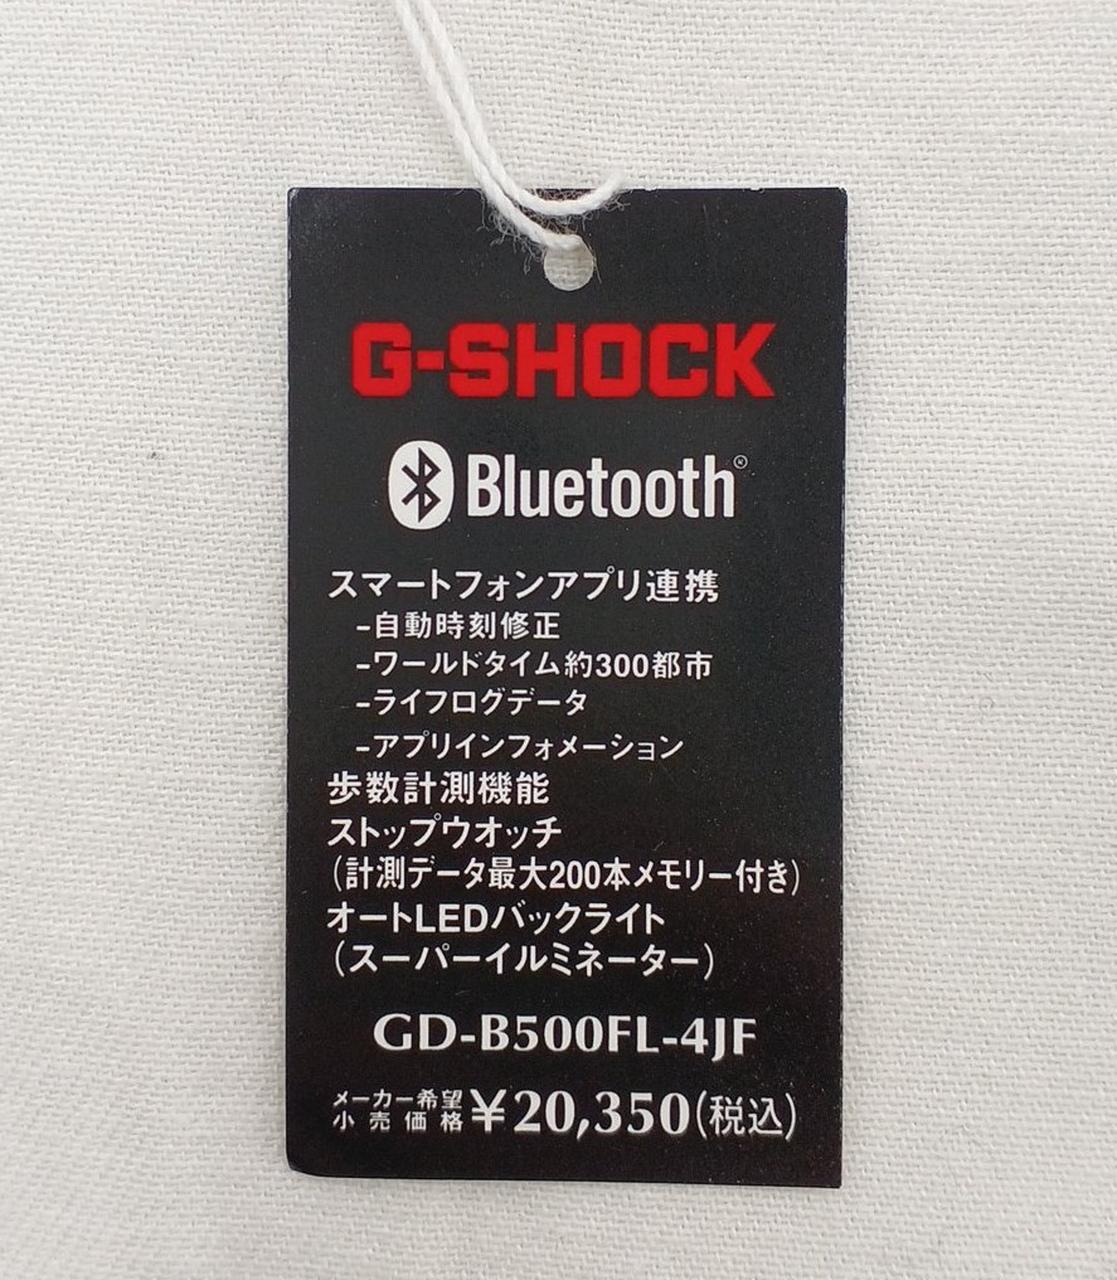 G-SHOCK
Bluetooth®
スマートフォンアプリ連携
-自動時刻修正
-ワールドタイム約300都市
-ライフログデータ
-アプリインフォメーション
歩数計測機能
ストップウオッチ
(計測データ最大200本メモリー付き)
オートLEDバックライト
(スーパーイルミネーター)
GD-B500FL-4JF
メーカー希望
小売価格 ¥20,350(税込)